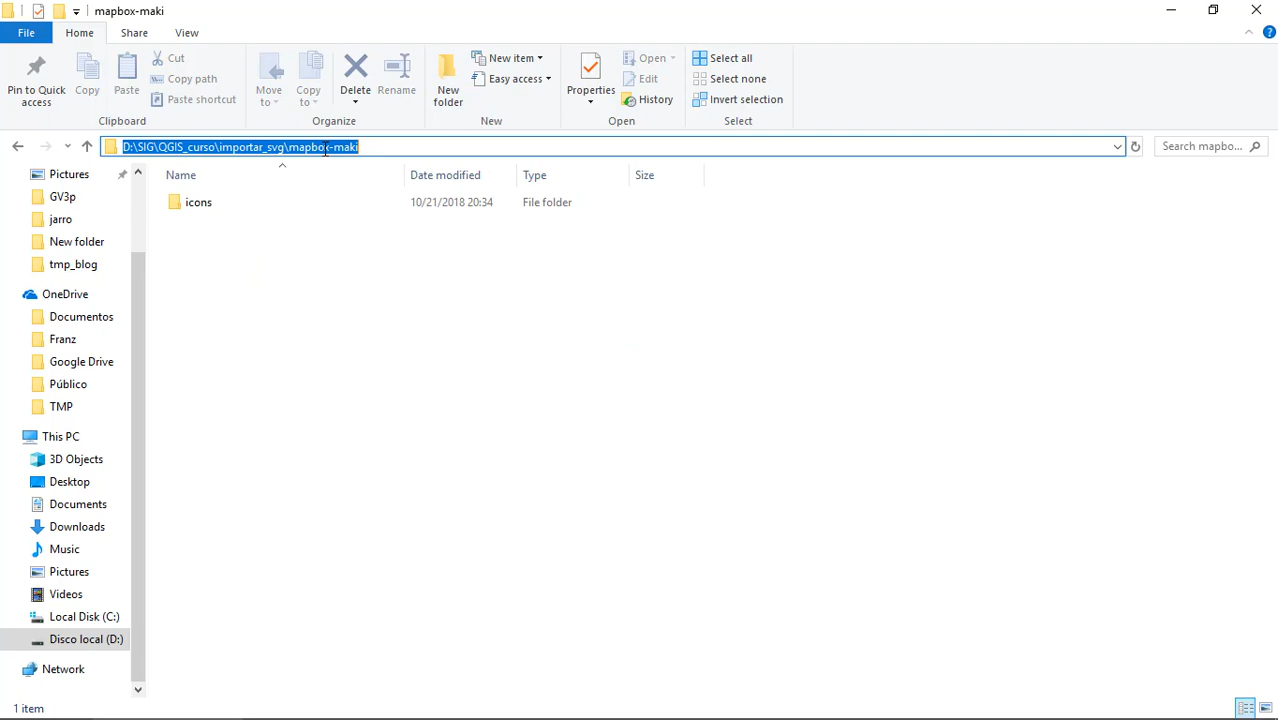 mapbox-maki
File Home Share View
Pin to Quick access
Copy
Paste
Cut
Copy path
Paste shortcut
Clipboard
Move to
Copy to
Delete
Rename
Organize
New folder
New item
Easy access
New
Properties
Open
Edit
History
Open
Select all
Select none
Invert selection
Select
D:\SIG\QGIS_curso\importar_svg\mapbox-maki
Search mapbo...
Name Date modified Type Size
icons 10/21/2018 20:34 File folder
Pictures
GV3p
jarro
New folder
tmp_blog
OneDrive
Documentos
Franz
Google Drive
Público
TMP
This PC
3D Objects
Desktop
Documents
Downloads
Music
Pictures
Videos
Local Disk (C:)
Disco local (D:)
Network
1 item